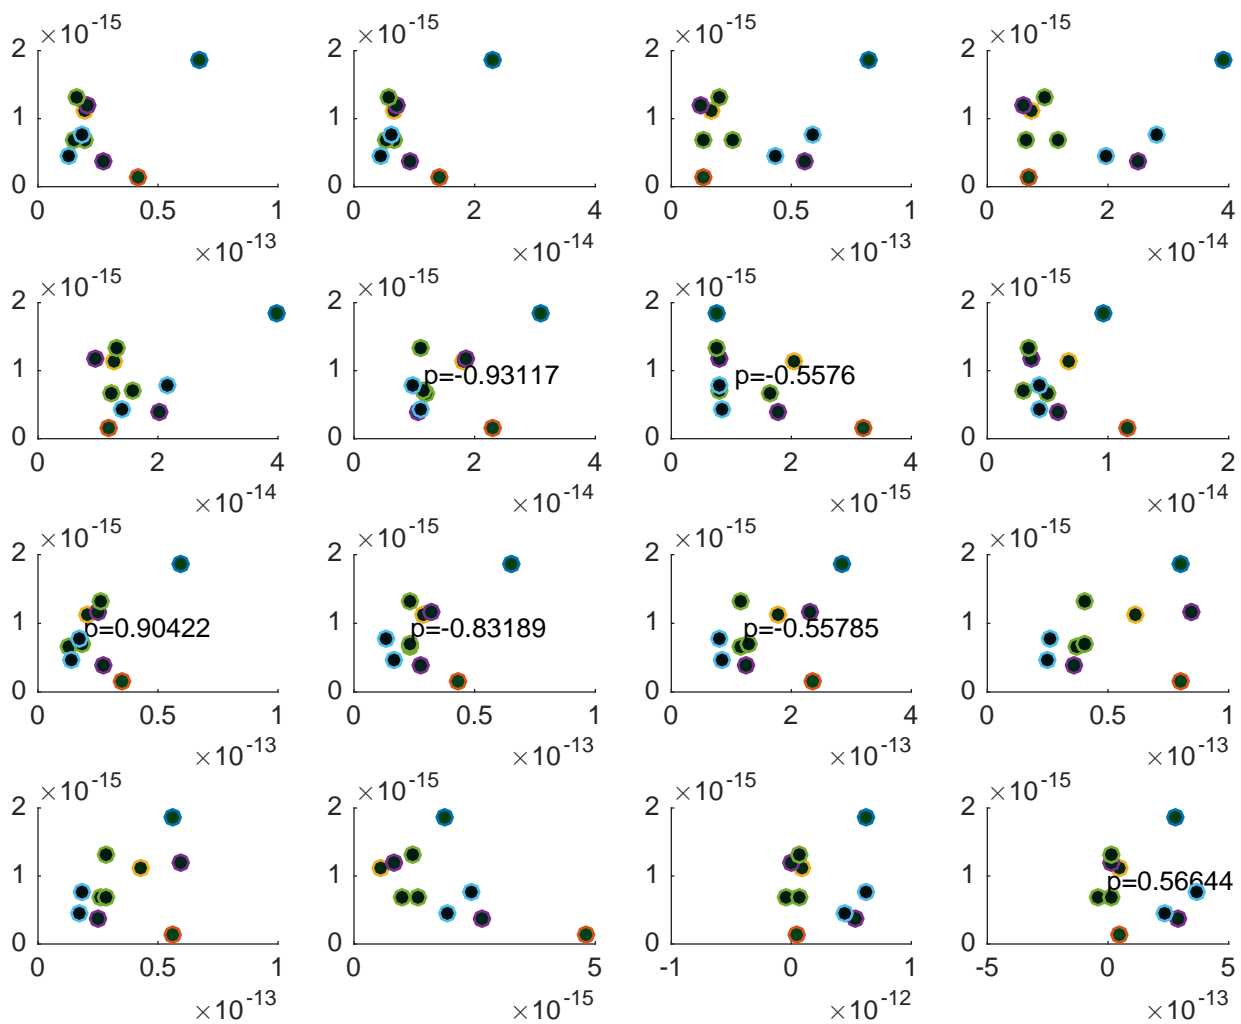 ×10-15 ×10-15 ×10-15 ×10-15
2 2 2 2
1 1 1 1
0 0 0 0
0 0.5 1 0 2 4 0 0.5 1 0 2 4
×10-13 ×10-14 ×10-13 ×10-14
×10-15 ×10-15 ×10-15 ×10-15
2 2 2 2
1 1 p=-0.93117 1 p=-0.5576 1
0 0 0 0
0 2 4 0 2 4 0 2 4 0 1 2
×10-14 ×10-14 ×10-15 ×10-14
×10-15 ×10-15 ×10-15 ×10-15
2 2 2 2
1 p=0.90422 1 p=-0.83189 1 p=-0.55785 1
0 0 0 0
0 0.5 1 0 0.5 1 0 2 4 0 0.5 1
×10-13 ×10-13 ×10-13 ×10-13
×10-15 ×10-15 ×10-15 ×10-15
2 2 2 2
1 1 1 1 p=0.56644
0 0 0 0
0 0.5 1 0 5 -1 0 1 -5 0 5
×10-13 ×10-15 ×10-12 ×10-13